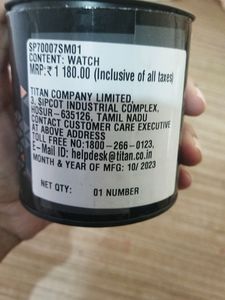 SP70007SM01
CONTENT: WATCH
MRP:₹ 1 180.00 (Inclusive of all taxes)
TITAN COMPANY LIMITED,
3, SIPCOT INDUSTRIAL COMPLEX,
HOSUR-635126, TAMIL NADU
CONTACT CUSTOMER CARE EXECUTIVE
AT ABOVE ADDRESS
TOLL FREE NO:1800-266-0123,
E-Mail ID: helpdesk@titan.co.in
MONTH & YEAR OF MFG: 10/ 2023
NET QTY: 01 NUMBER